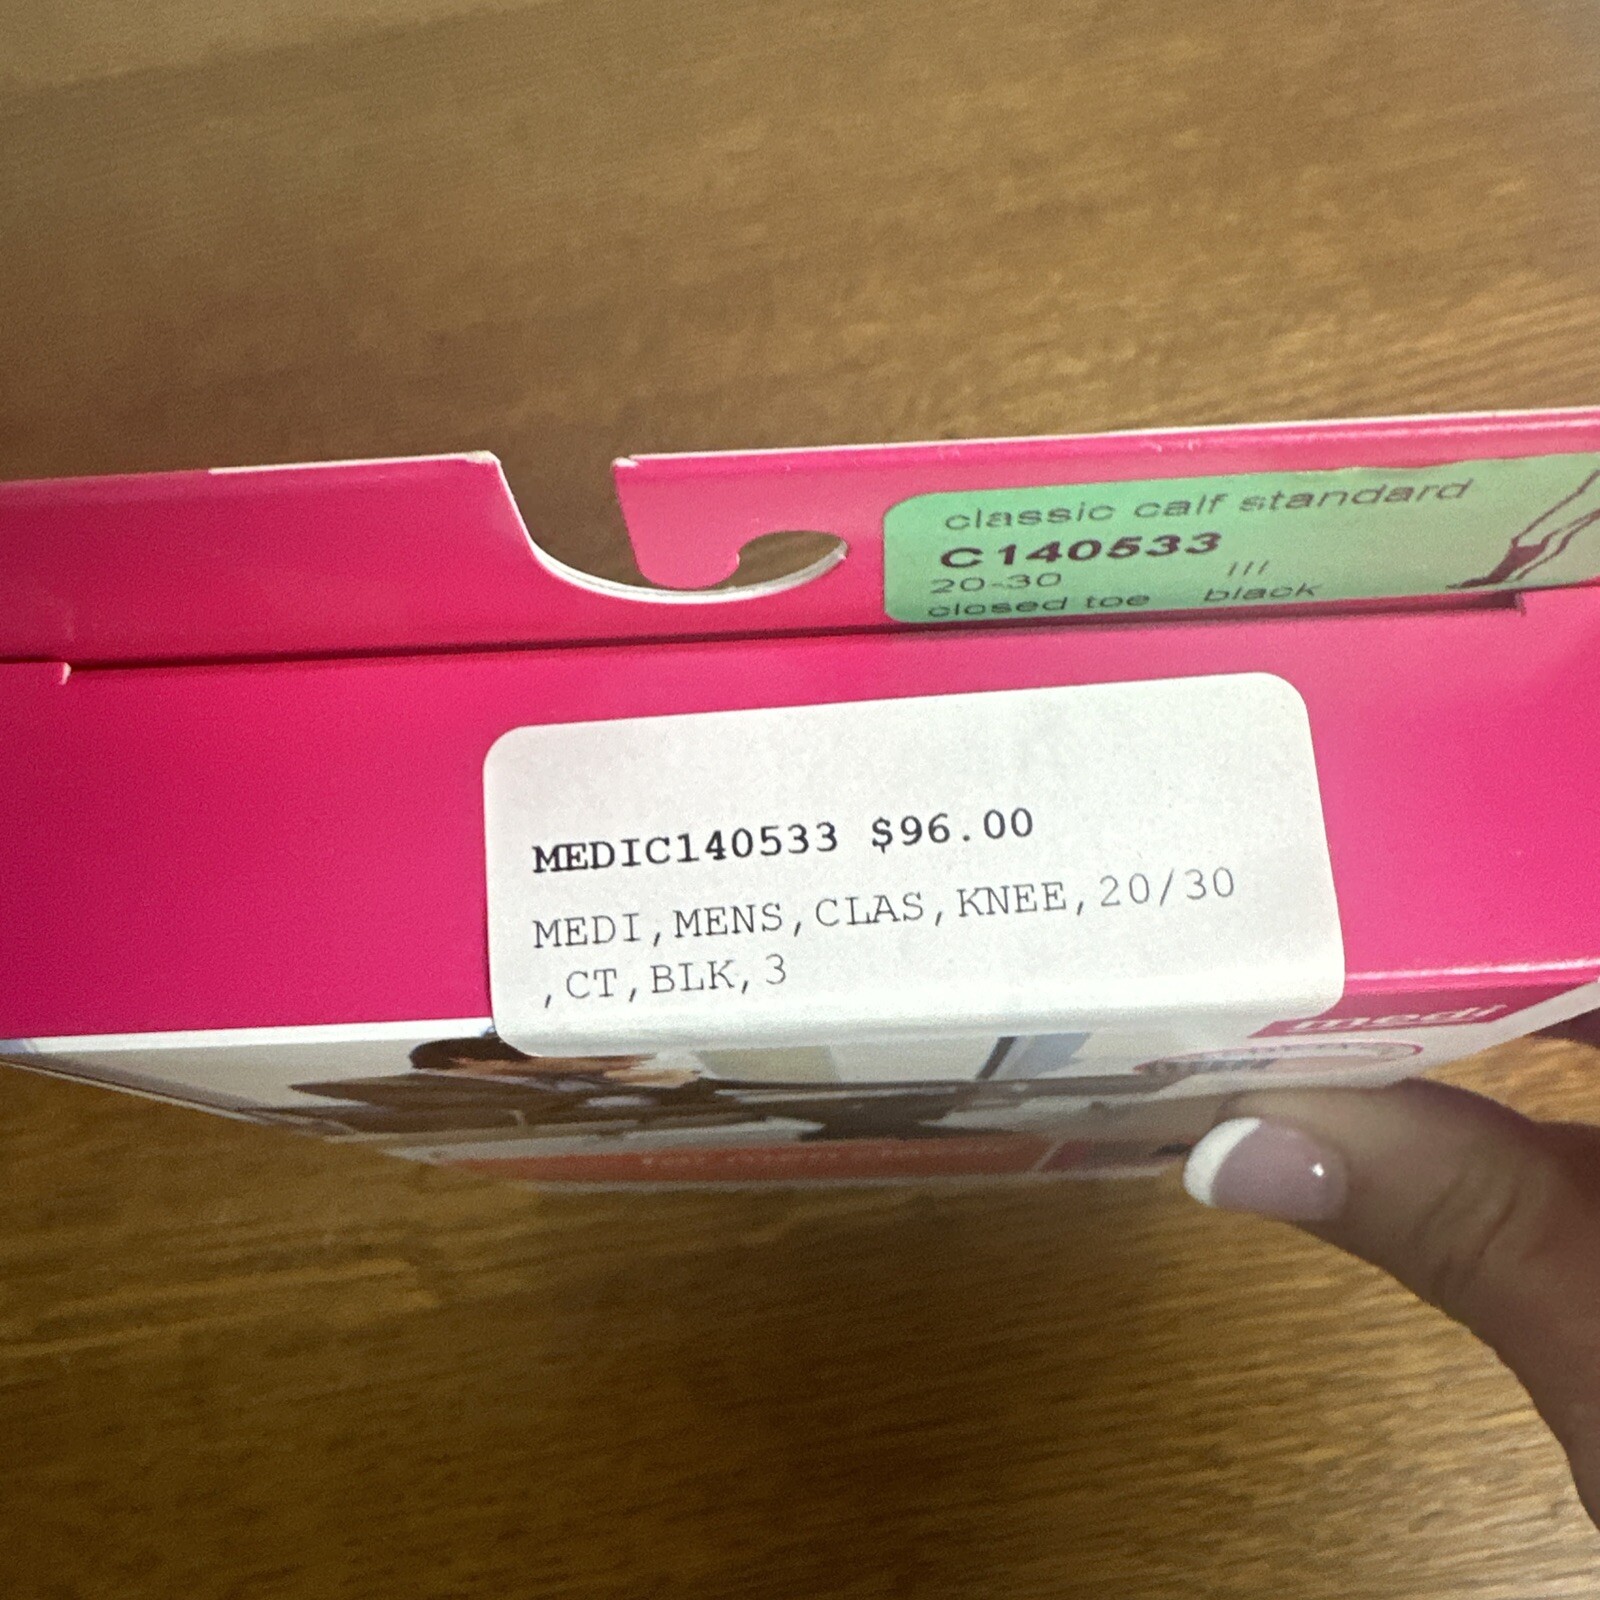 classic calf standard
C140533
20-30 III
closed toe black
MEDIC140533 $96.00
MEDI,MENS,CLAS,KNEE,20/30
,CT,BLK,3
medi